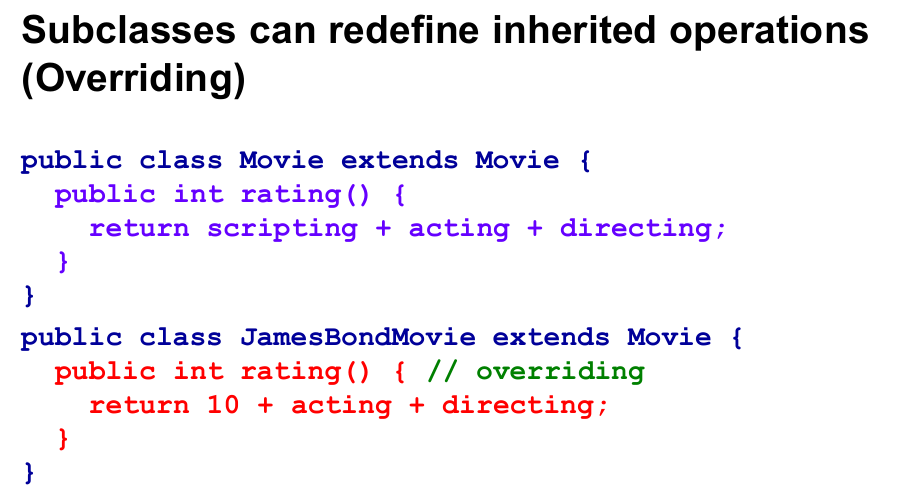 Subclasses can redefine inherited operations
(Overriding)
public class Movie extends Movie {
  public int rating() {
    return scripting + acting + directing;
  }
}
public class JamesBondMovie extends Movie {
  public int rating() { // overriding
    return 10 + acting + directing;
  }
}